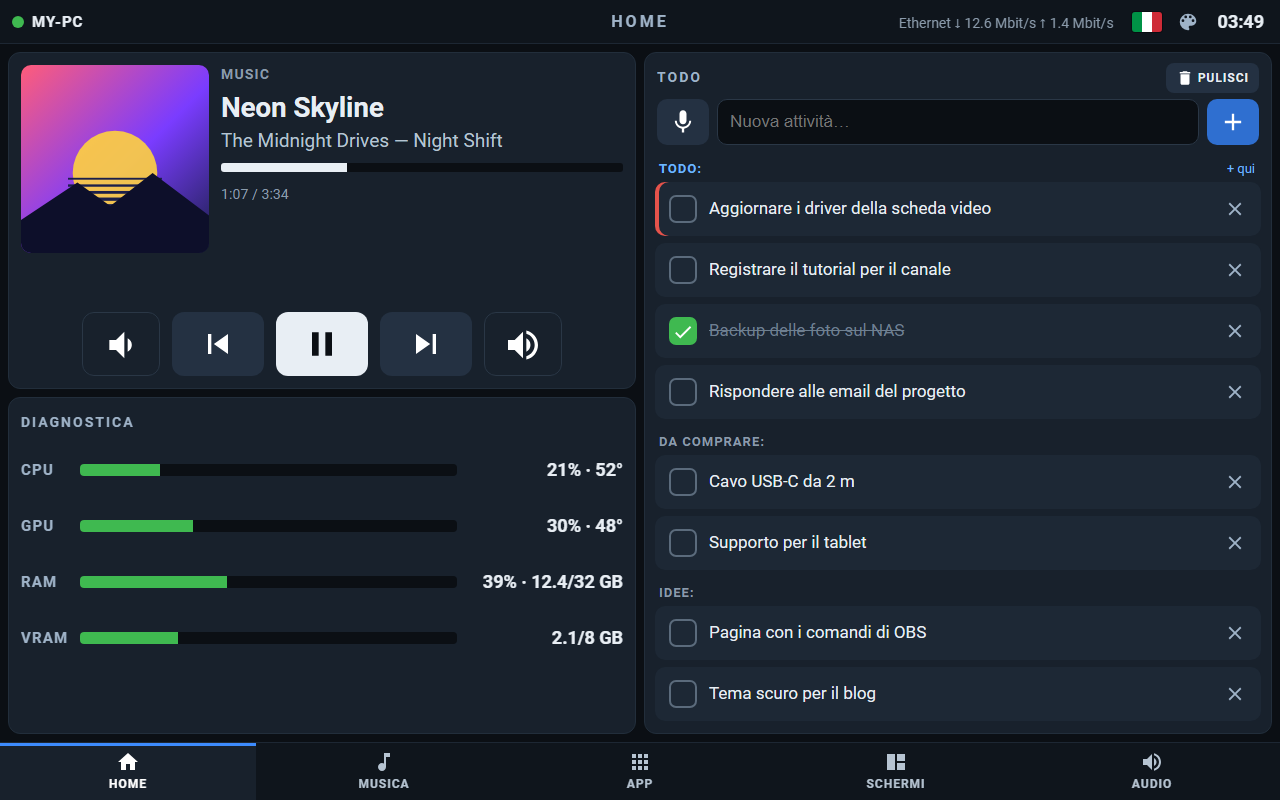 MY-PC
HOME
Ethernet ↓ 12.6 Mbit/s ↑ 1.4 Mbit/s
03:49
MUSIC
Neon Skyline
The Midnight Drives — Night Shift
1:07 / 3:34
DIAGNOSTICA
CPU
21% · 52°
GPU
30% · 48°
RAM
39% · 12.4/32 GB
VRAM
2.1/8 GB
TODO
PULISCI
Nuova attività...
TODO:
+ qui
Aggiornare i driver della scheda video
Registrare il tutorial per il canale
Backup delle foto sul NAS
Rispondere alle email del progetto
DA COMPRARE:
Cavo USB-C da 2 m
Supporto per il tablet
IDEE:
Pagina con i comandi di OBS
Tema scuro per il blog
HOME
MUSICA
APP
SCHERMI
AUDIO